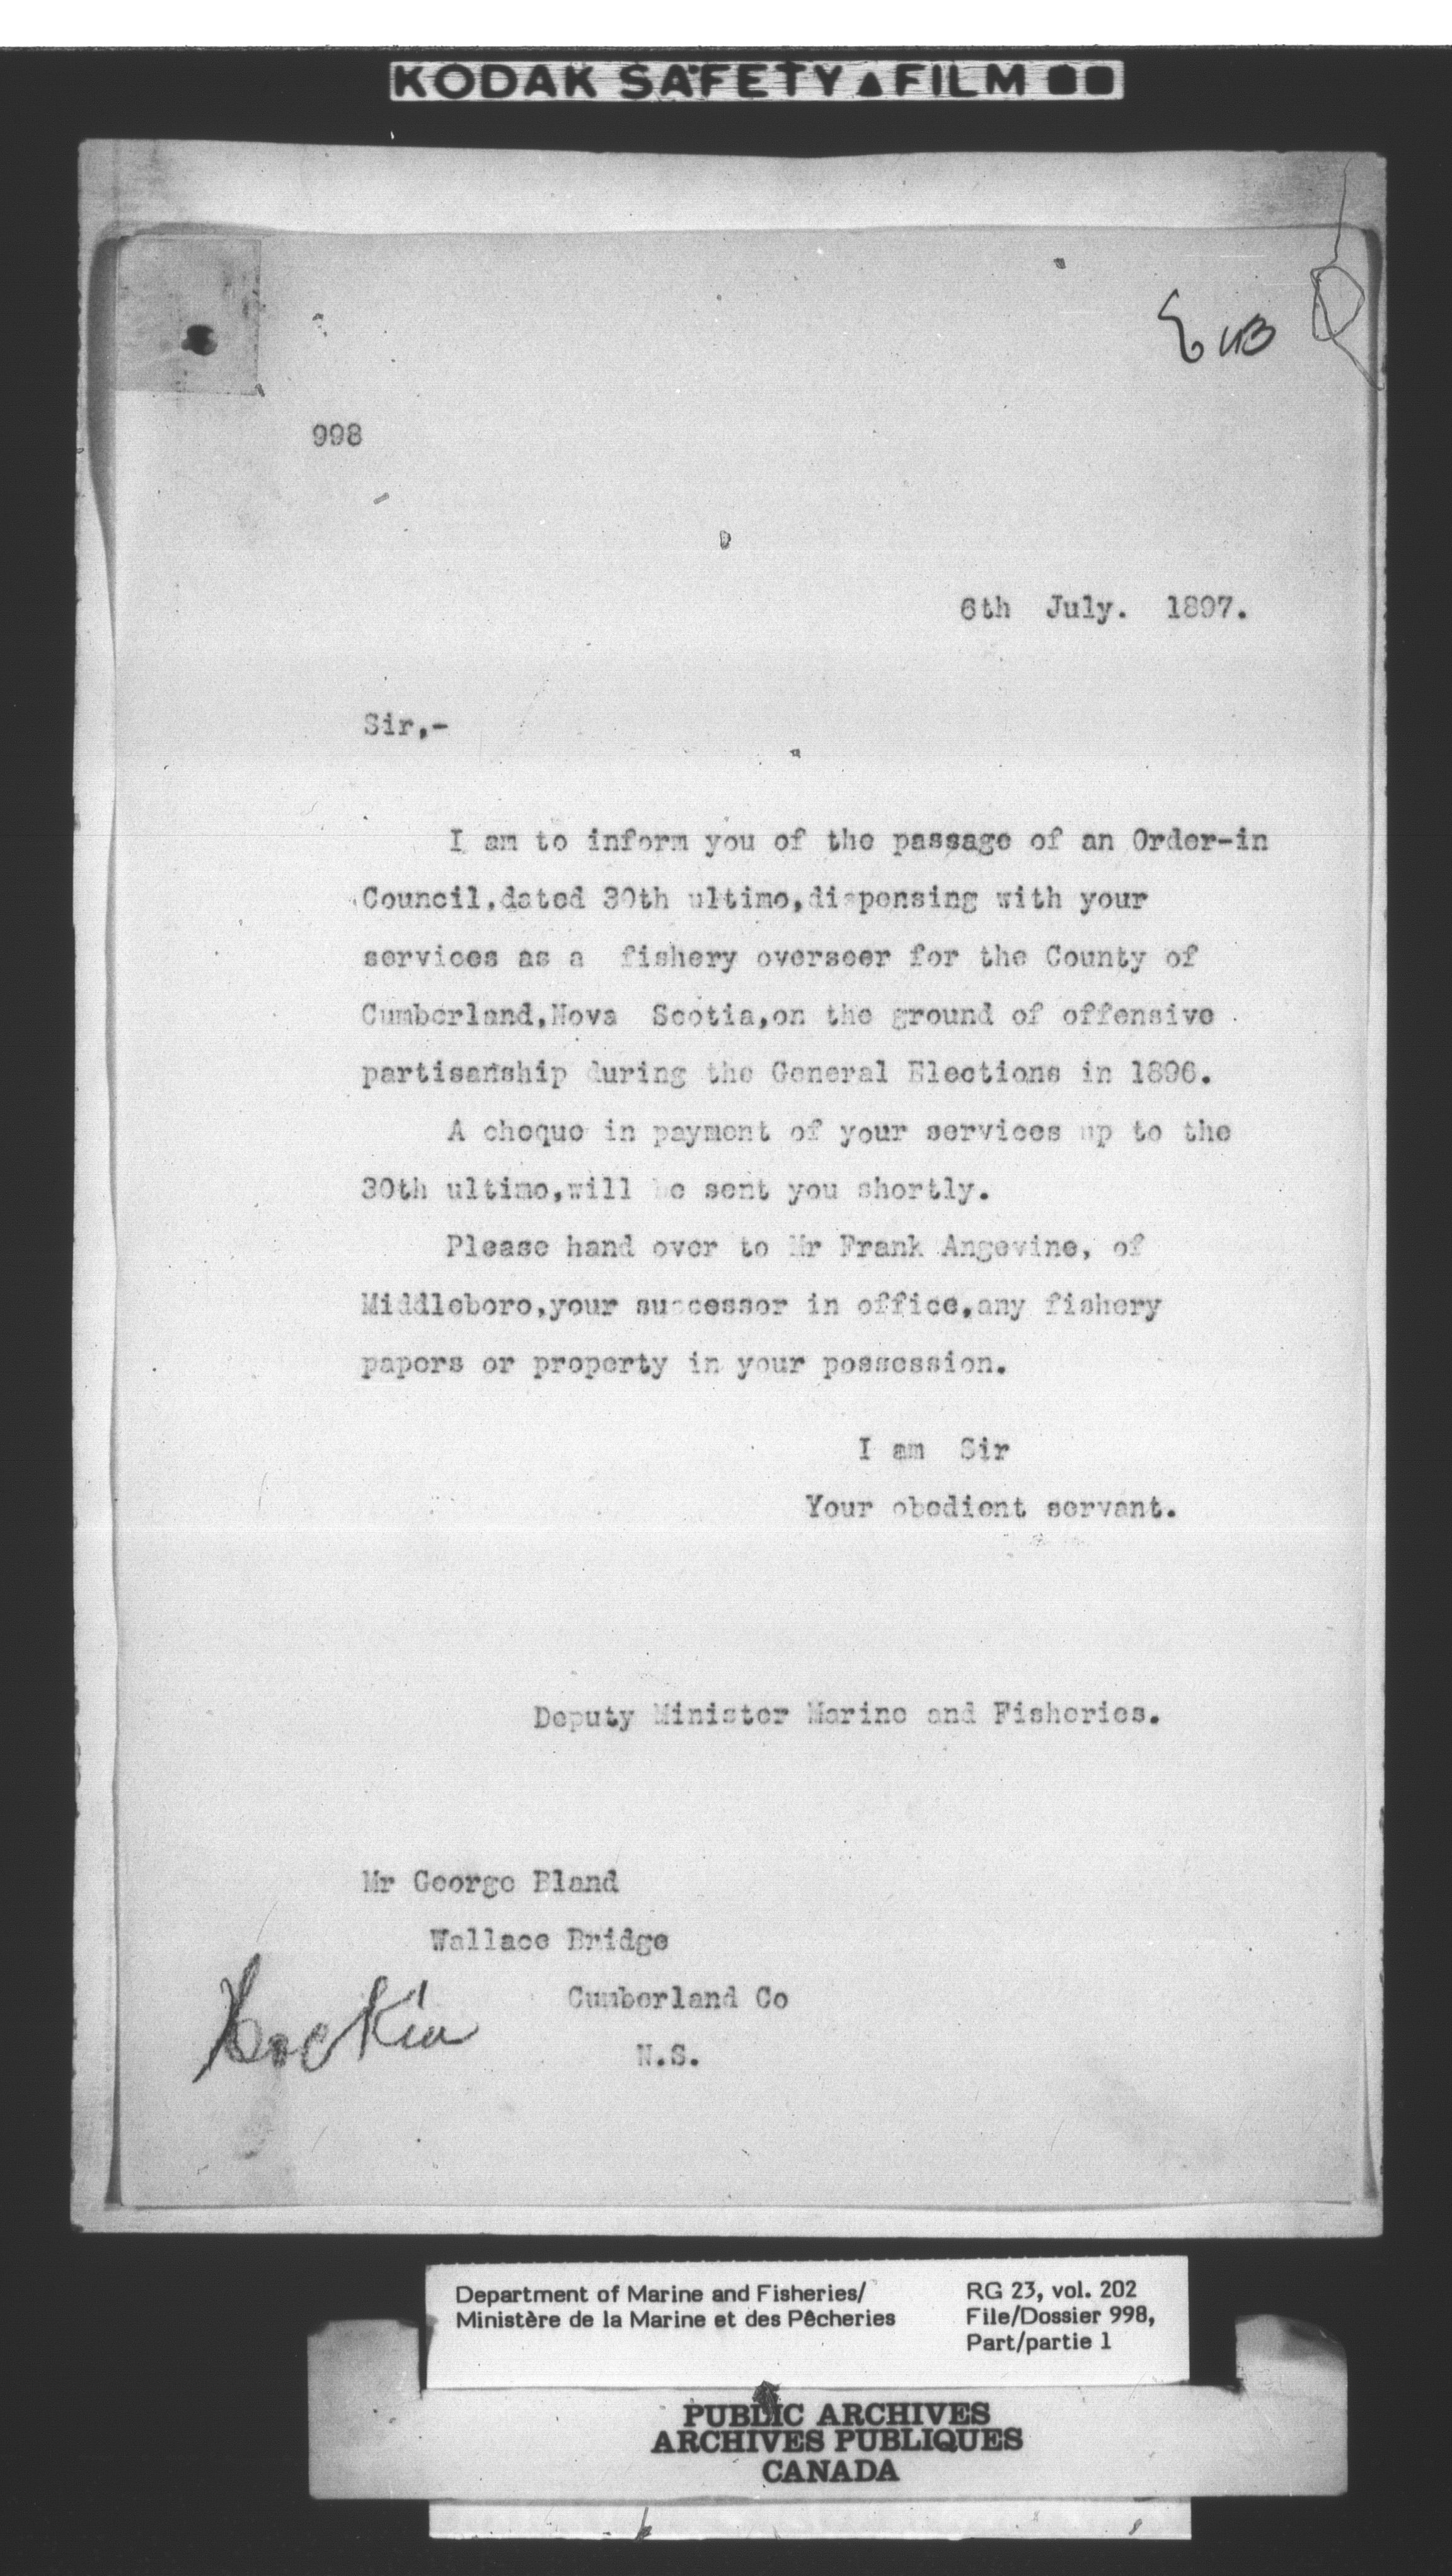 KODAK SAFETY FILM
998
6th July. 1897.
Sir,-
I am to inform you of the passage of an Order-in
Council,dated 30th ultimo,dispensing with your
services as a fishery overseer for the County of
Cumberland,Nova Scotia,on the ground of offensive
partisanship during the General Elections in 1896.
A cheque in payment of your services up to the
30th ultimo,will be sent you shortly.
Please hand over to Mr Frank Angevine, of
Middleboro,your successor in office,any fishery
papers or property in your possession.
I am Sir
Your obedient servant.
Deputy Minister Marine and Fisheries.
Mr George Bland
Wallace Bridge
Cumberland Co
N.S.
Department of Marine and Fisheries/
Ministère de la Marine et des Pêcheries
RG 23, vol. 202
File/Dossier 998,
Part/partie 1
PUBLIC ARCHIVES
ARCHIVES PUBLIQUES
CANADA